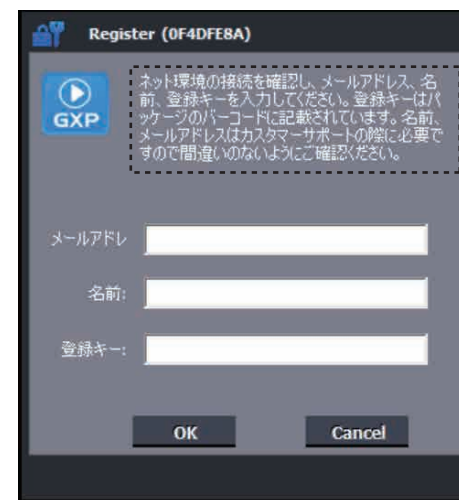 Register (0F4DFE8A)
GXP
ネット環境の接続を確認し、メールアドレス、名
前、登録キーを入力してください。登録キーはパ
ッケージのバーコードに記載されています。名前、
メールアドレスはカスタマーサポートの際に必要で
すので間違いのないようにご確認ください。
メールアドレ
名前:
登録キー:
OK
Cancel